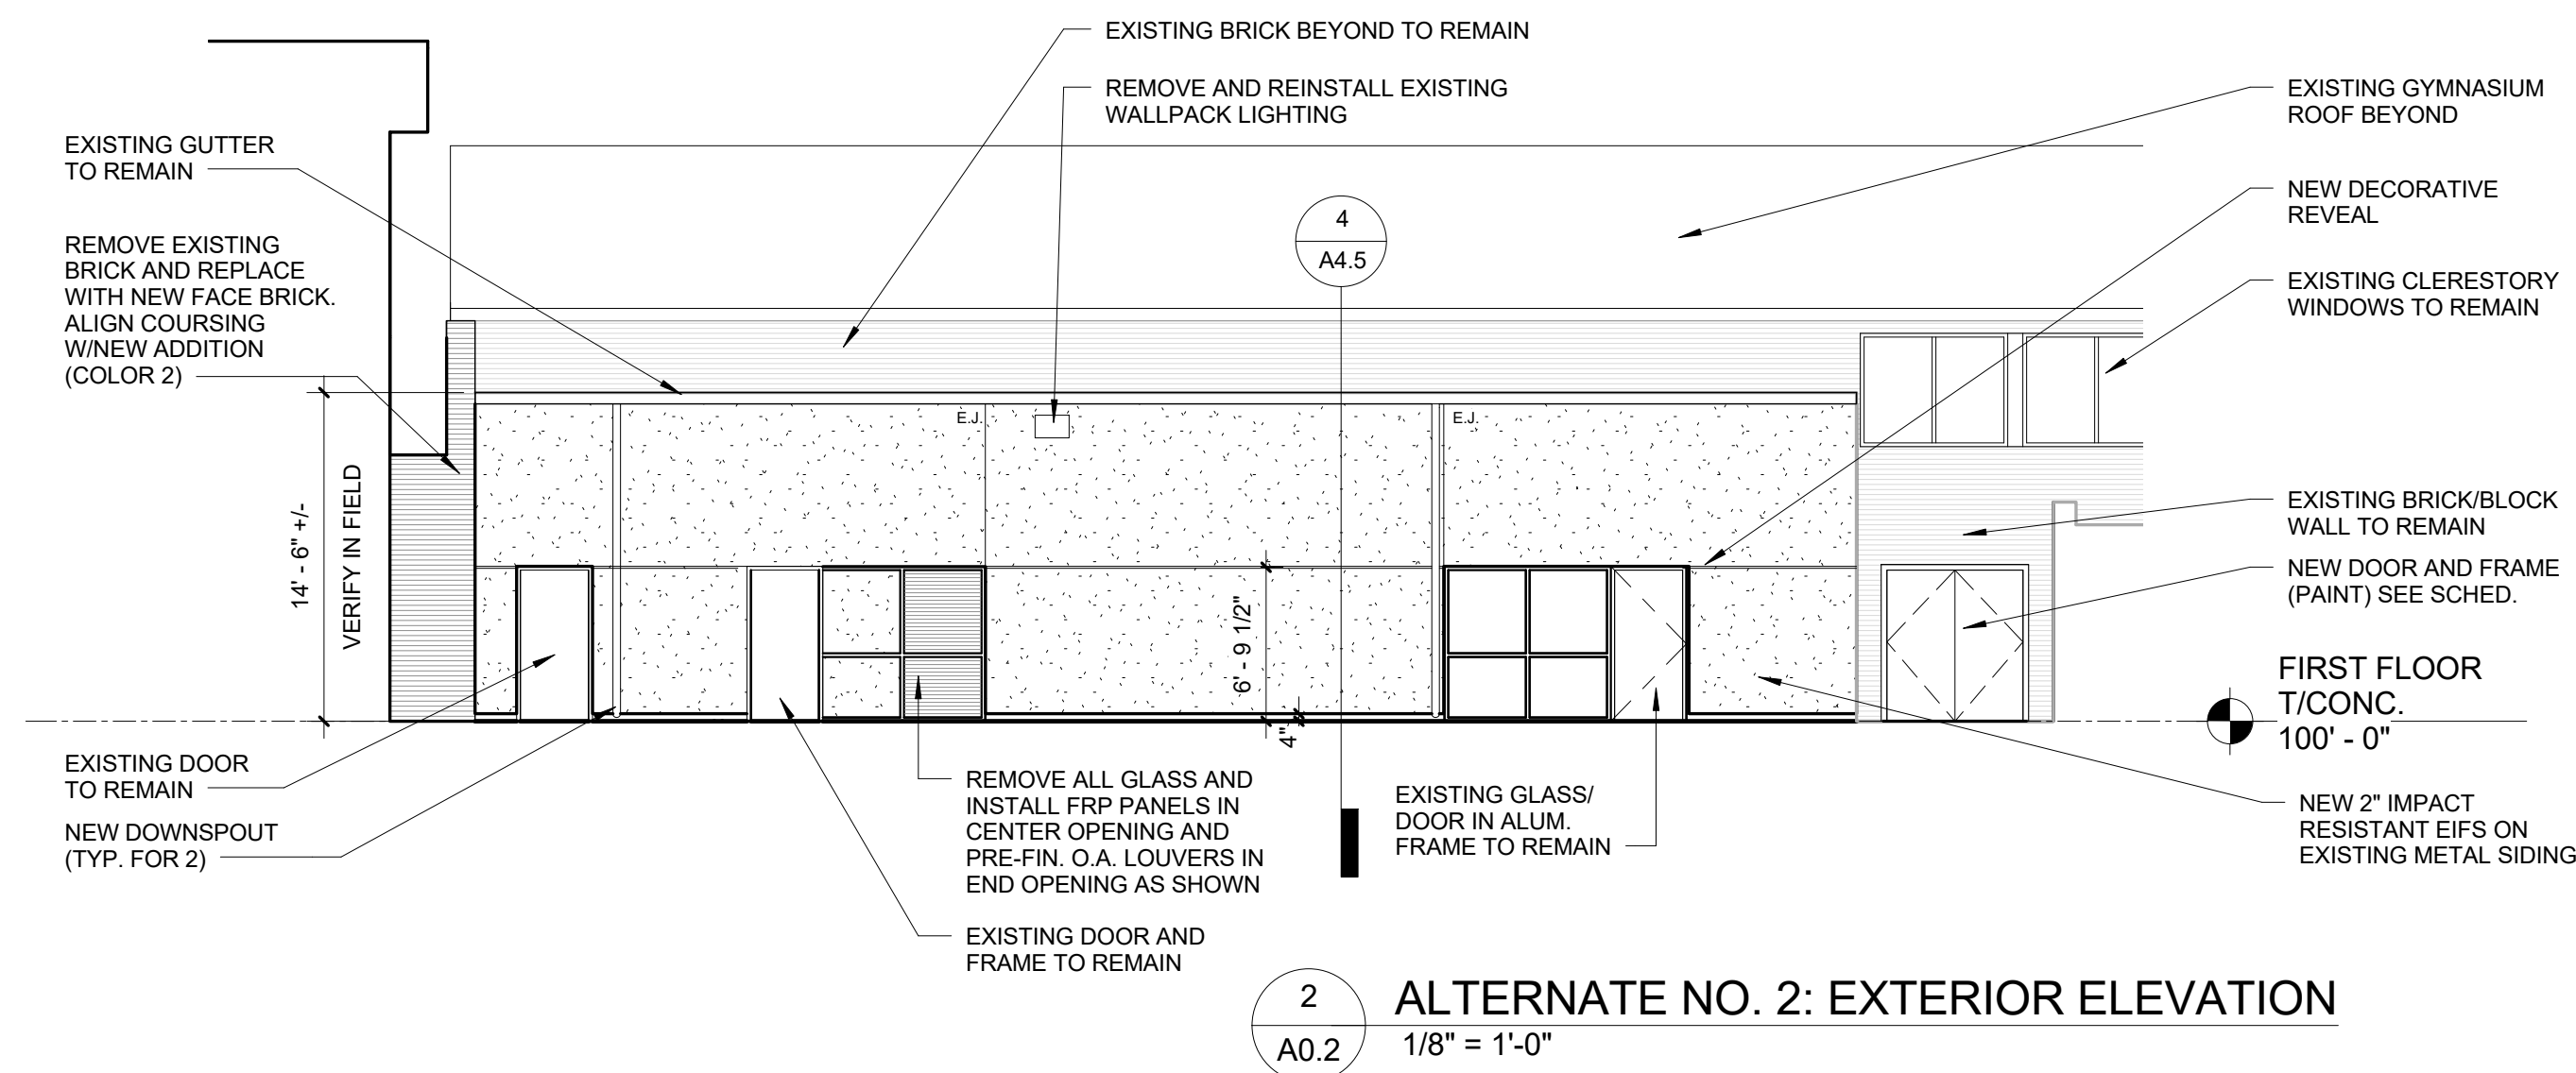 EXISTING BRICK BEYOND TO REMAIN
REMOVE AND REINSTALL EXISTING
WALLPACK LIGHTING
EXISTING GYMNASIUM
ROOF BEYOND
EXISTING GUTTER
TO REMAIN
NEW DECORATIVE
REVEAL
4
A4.5
REMOVE EXISTING
BRICK AND REPLACE
WITH NEW FACE BRICK.
ALIGN COURSING
W/NEW ADDITION
(COLOR 2)
EXISTING CLERESTORY
WINDOWS TO REMAIN
E.J.
E.J.
14' - 6" +/-
VERIFY IN FIELD
EXISTING BRICK/BLOCK
WALL TO REMAIN
NEW DOOR AND FRAME
(PAINT) SEE SCHED.
6' - 9 1/2"
4"
FIRST FLOOR
T/CONC.
100' - 0"
EXISTING DOOR
TO REMAIN
NEW DOWNSPOUT
(TYP. FOR 2)
REMOVE ALL GLASS AND
INSTALL FRP PANELS IN
CENTER OPENING AND
PRE-FIN. O.A. LOUVERS IN
END OPENING AS SHOWN
EXISTING GLASS/
DOOR IN ALUM.
FRAME TO REMAIN
NEW 2" IMPACT
RESISTANT EIFS ON
EXISTING METAL SIDING
EXISTING DOOR AND
FRAME TO REMAIN
2
A0.2
ALTERNATE NO. 2: EXTERIOR ELEVATION
1/8" = 1'-0"